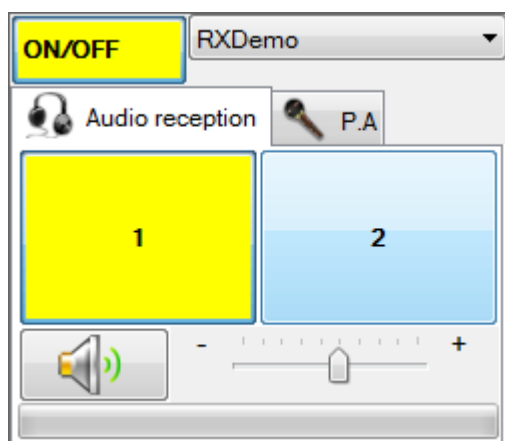 ON/OFF RXDemo
Audio reception P.A
1 2
- +